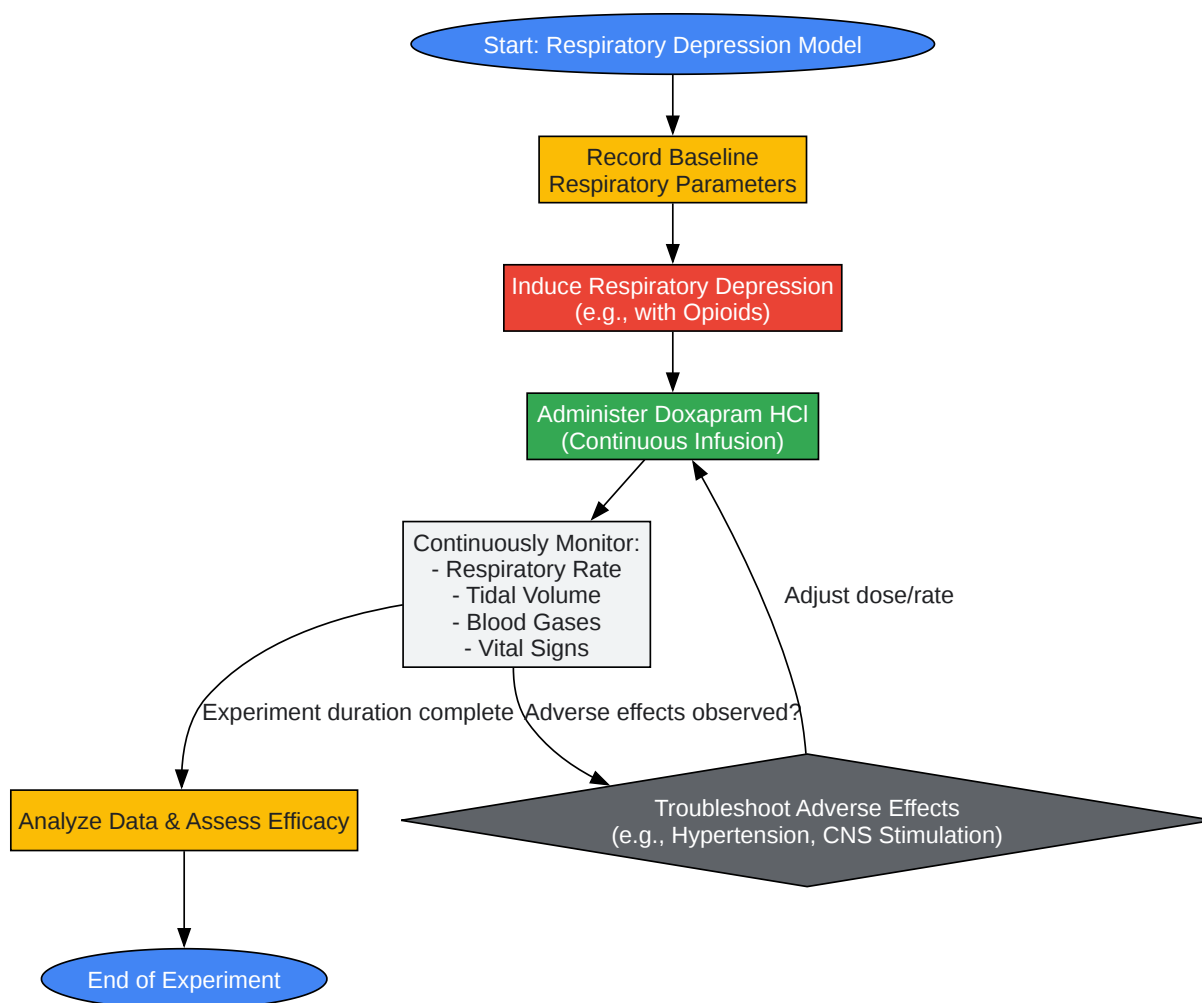 Start: Respiratory Depression Model
Record Baseline
Respiratory Parameters
Induce Respiratory Depression
(e.g., with Opioids)
Administer Doxapram HCl
(Continuous Infusion)
Continuously Monitor:
- Respiratory Rate
- Tidal Volume
- Blood Gases
- Vital Signs
Adjust dose/rate
Experiment duration complete
Adverse effects observed?
Troubleshoot Adverse Effects
(e.g., Hypertension, CNS Stimulation)
Analyze Data & Assess Efficacy
End of Experiment